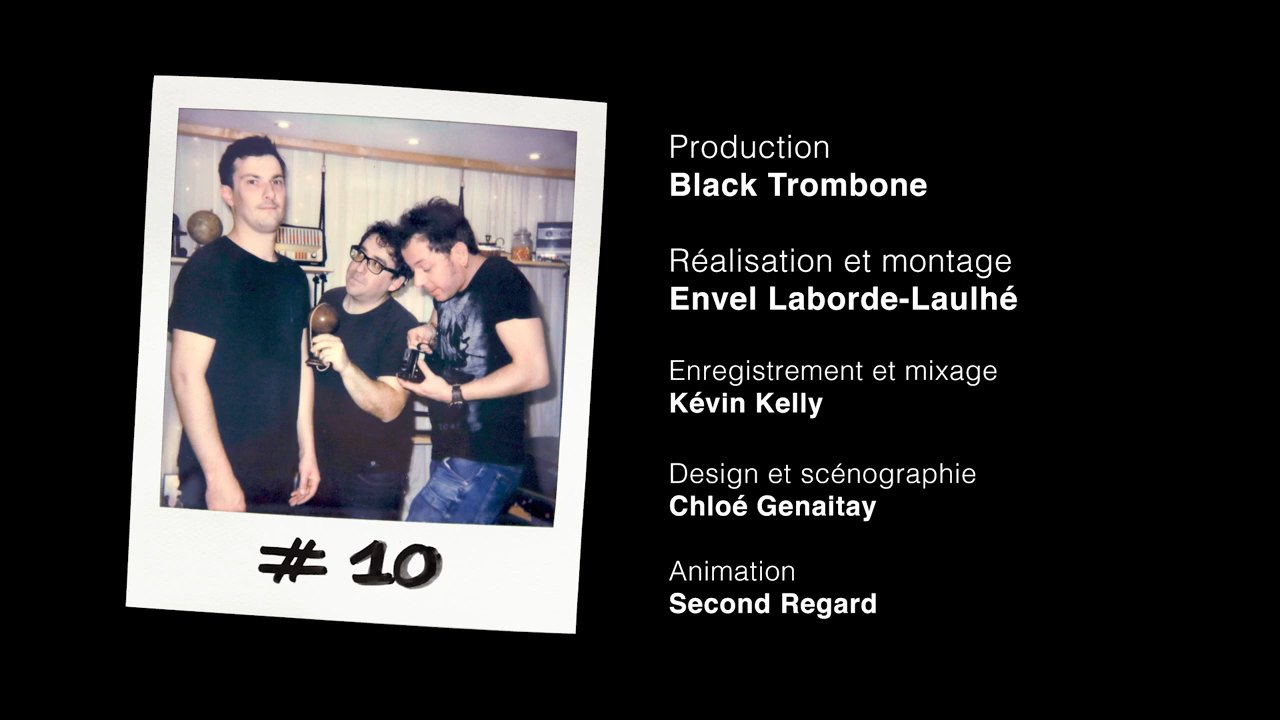 # 10
Production
Black Trombone
Réalisation et montage
Envel Laborde-Laulhé
Enregistrement et mixage
Kévin Kelly
Design et scénographie
Chloé Genaitay
Animation
Second Regard